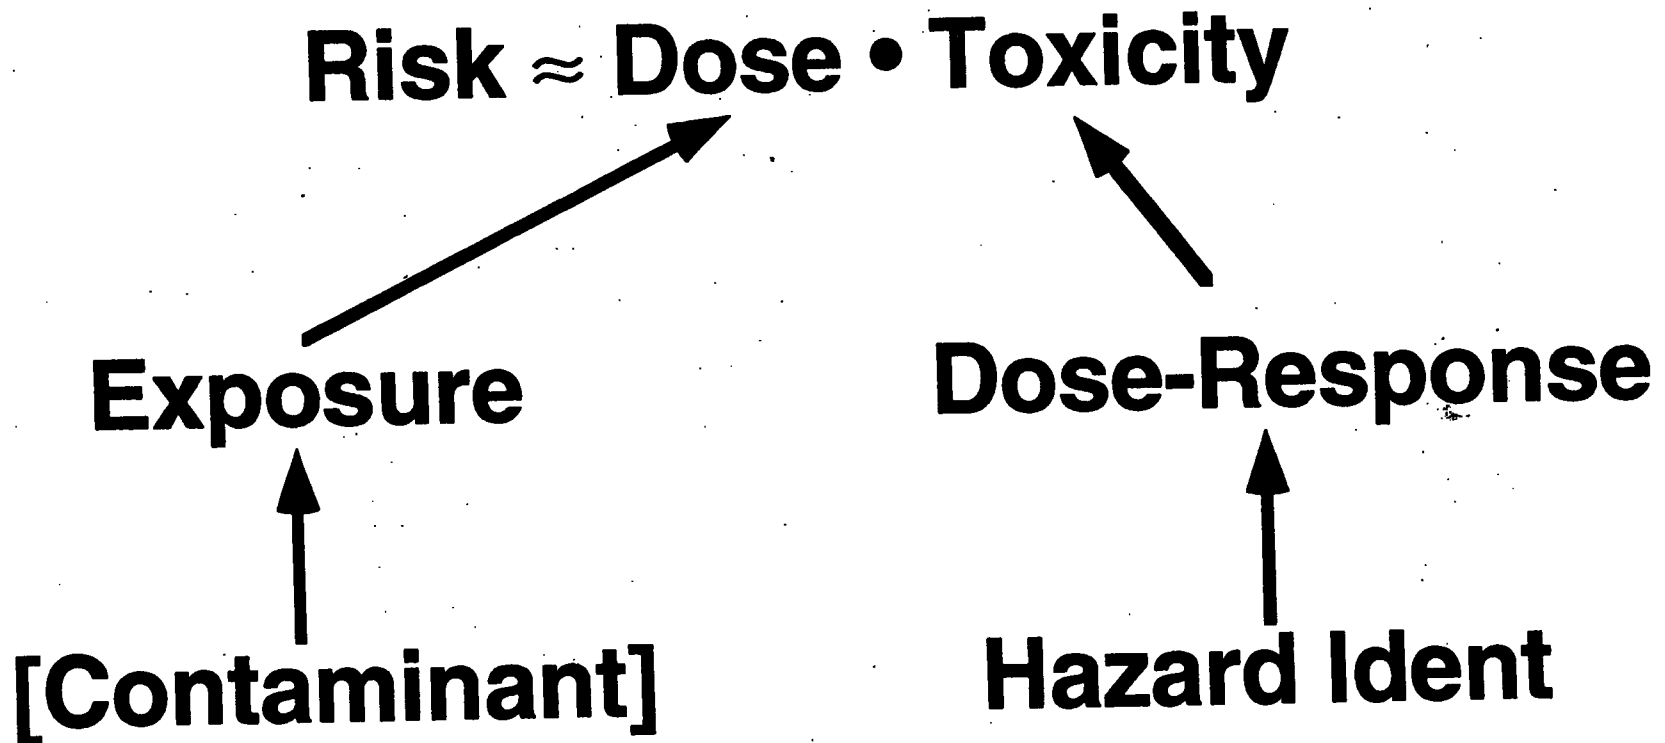 Risk ≈ Dose • Toxicity
Exposure
Dose-Response
[Contaminant]
Hazard Ident